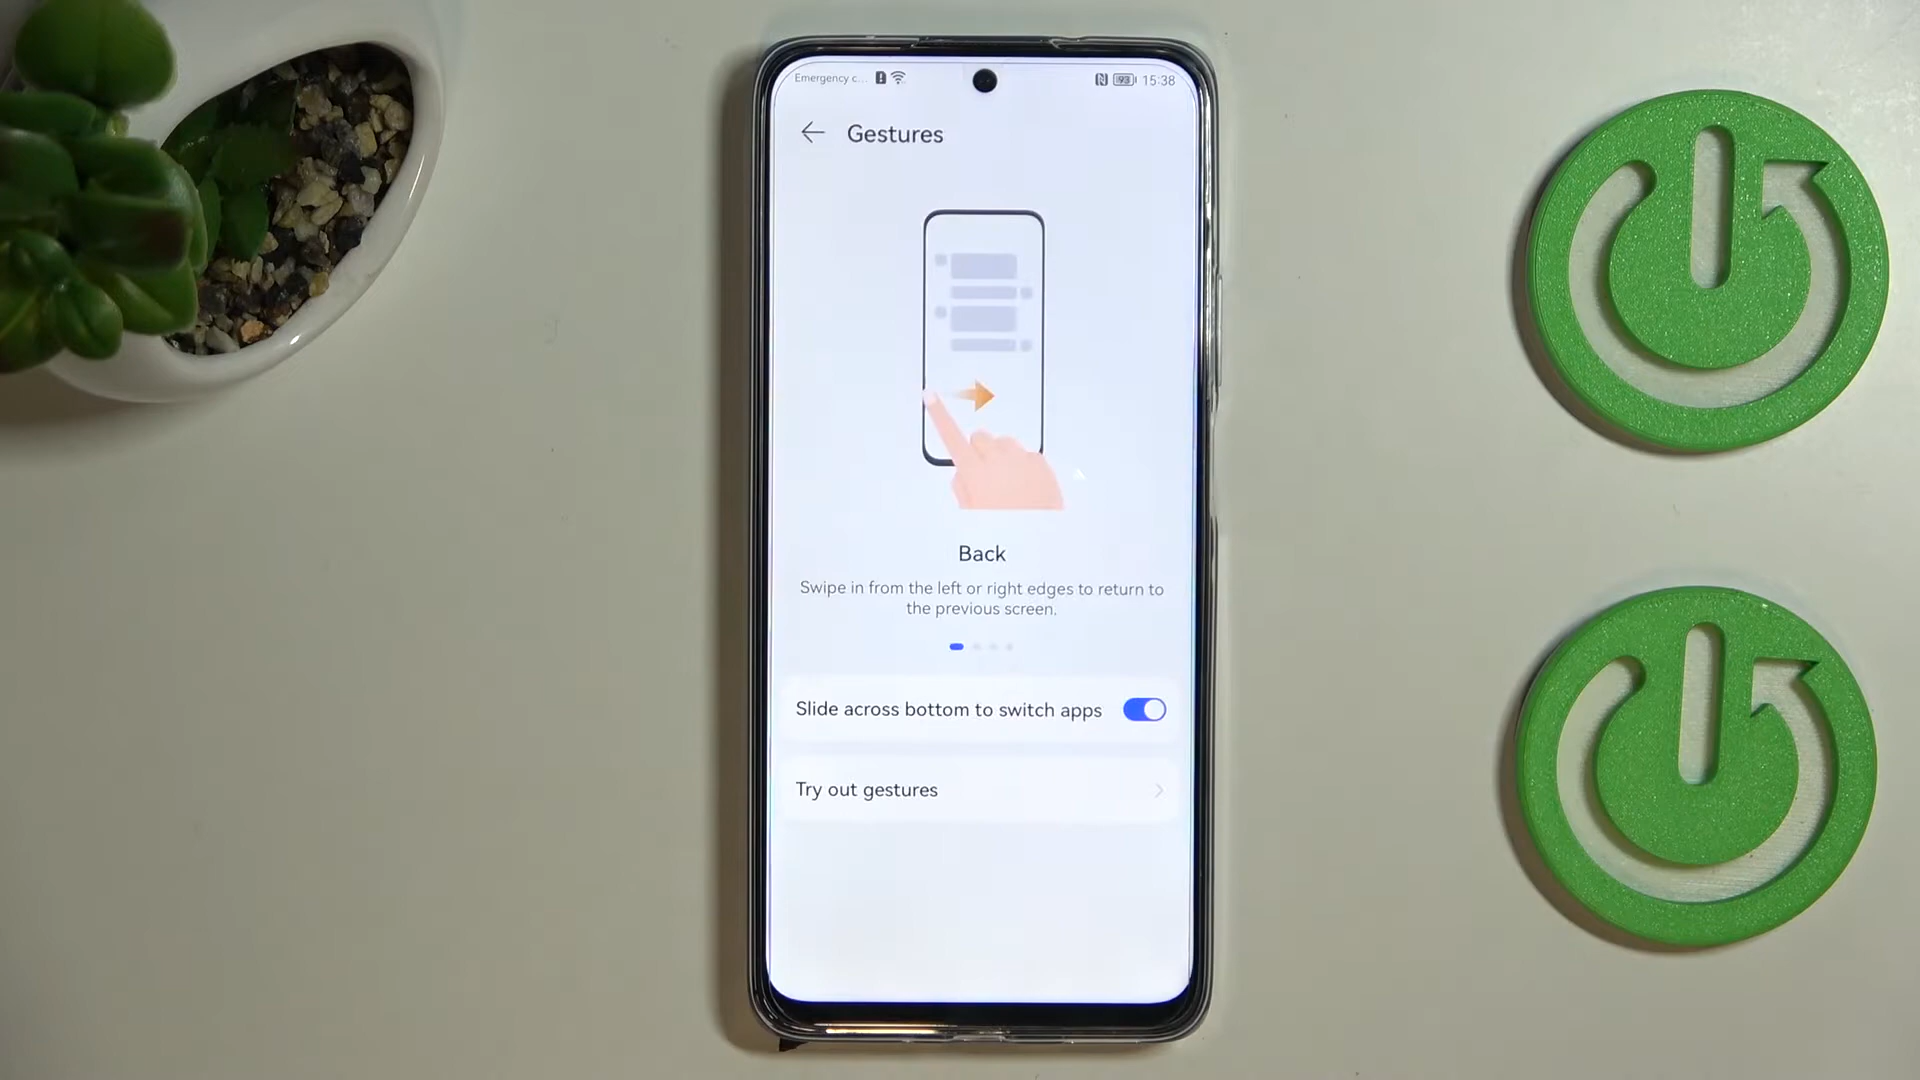 Emergency c...
93 15:38
Gestures
Back
Swipe in from the left or right edges to return to
the previous screen.
Slide across bottom to switch apps
Try out gestures